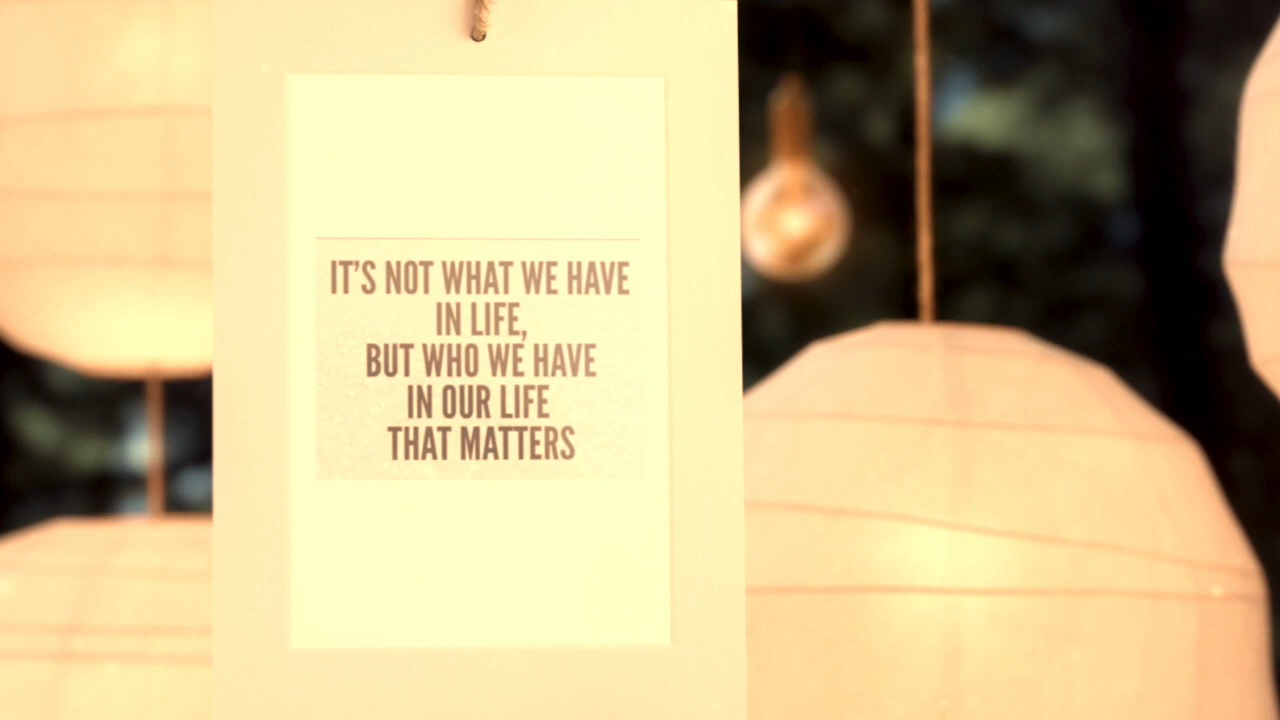 IT'S NOT WHAT WE HAVE
IN LIFE,
BUT WHO WE HAVE
IN OUR LIFE
THAT MATTERS